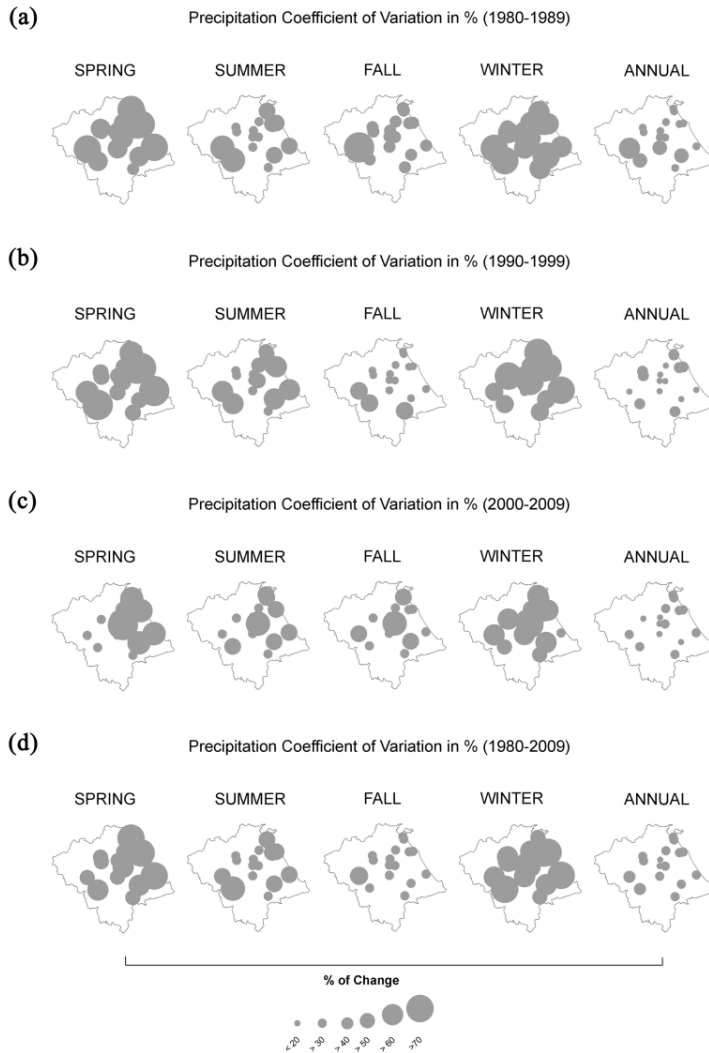 (a) Precipitation Coefficient of Variation in % (1980-1989)
SPRING SUMMER FALL WINTER ANNUAL
(b) Precipitation Coefficient of Variation in % (1990-1999)
SPRING SUMMER FALL WINTER ANNUAL
(c) Precipitation Coefficient of Variation in % (2000-2009)
SPRING SUMMER FALL WINTER ANNUAL
(d) Precipitation Coefficient of Variation in % (1980-2009)
SPRING SUMMER FALL WINTER ANNUAL
% of Change
< 20 > 30 > 40 > 50 > 60 >70